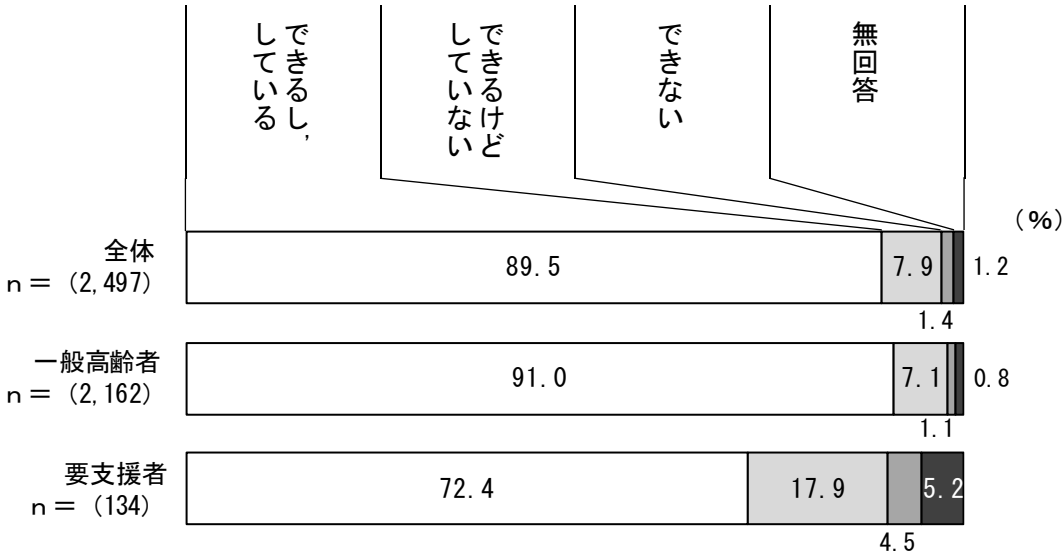 できるし，
している
できるけど
していない
できない
無回答
（％）
全体
ｎ＝（2,497）
89.5
7.9
1.2
1.4
一般高齢者
ｎ＝（2,162）
91.0
7.1
0.8
1.1
要支援者
ｎ＝（134）
72.4
17.9
5.2
4.5